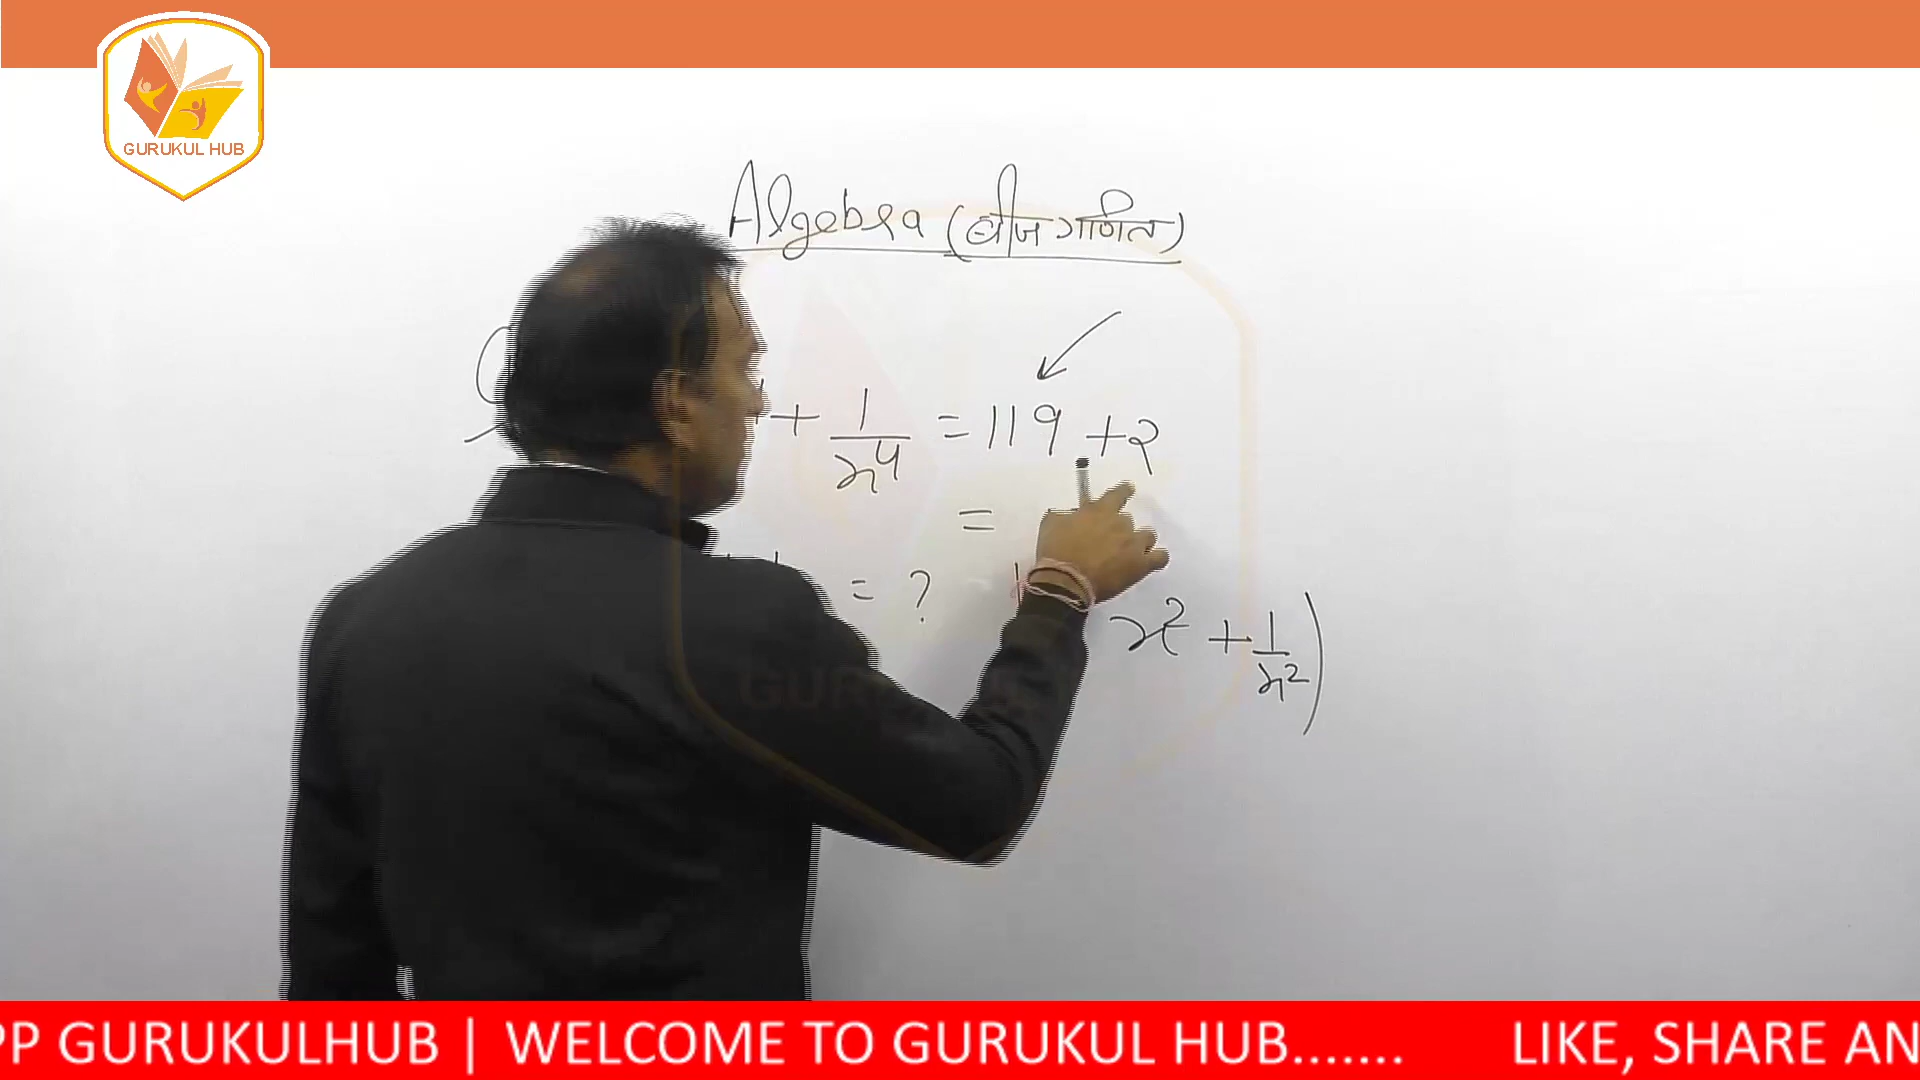 GURUKUL HUB
Algebra (बीजगणित)
+ 1/x⁴ = 119 + 2
=
= ?
x² + 1/x²)
PP GURUKULHUB | WELCOME TO GURUKUL HUB....... LIKE, SHARE AN